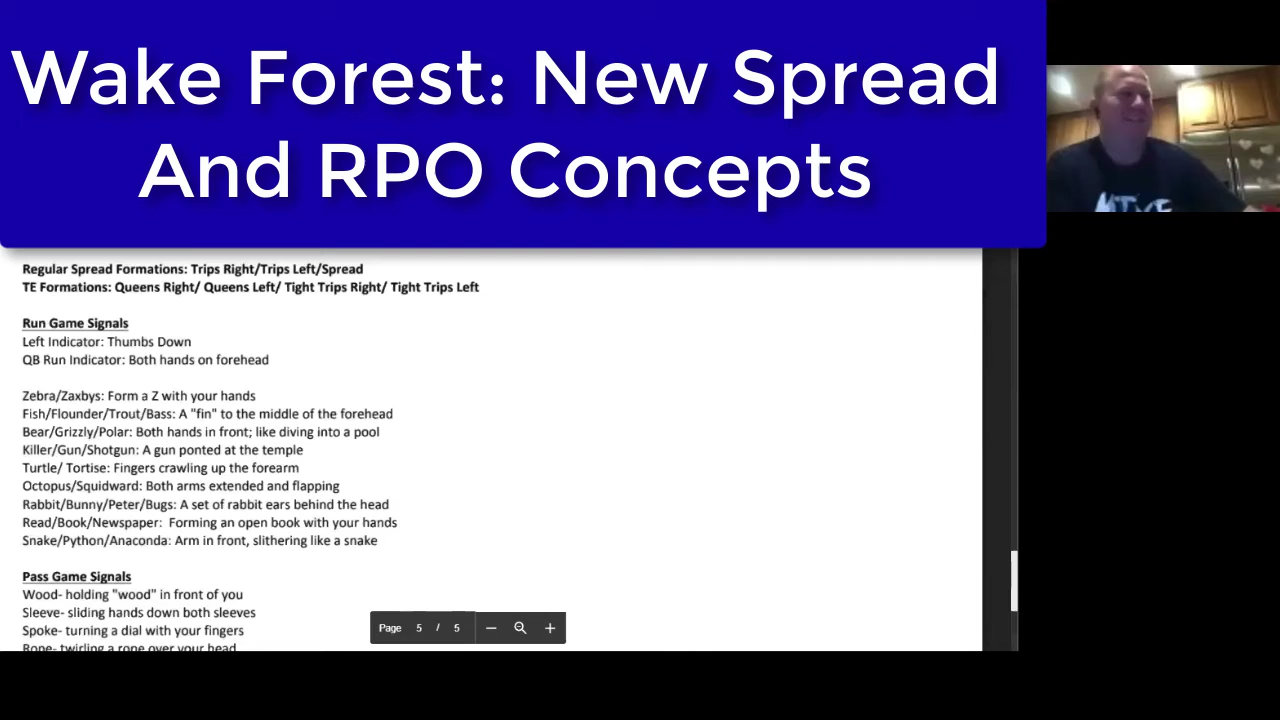 Wake Forest: New Spread
And RPO Concepts
Regular Spread Formations: Trips Right/Trips Left/Spread
TE Formations: Queens Right/ Queens Left/ Tight Trips Right/ Tight Trips Left
Run Game Signals
Left Indicator: Thumbs Down
QB Run Indicator: Both hands on forehead
Zebra/Zaxbys: Form a Z with your hands
Fish/Flounder/Trout/Bass: A "fin" to the middle of the forehead
Bear/Grizzly/Polar: Both hands in front; like diving into a pool
Killer/Gun/Shotgun: A gun ponted at the temple
Turtle/ Tortise: Fingers crawling up the forearm
Octopus/Squidward: Both arms extended and flapping
Rabbit/Bunny/Peter/Bugs: A set of rabbit ears behind the head
Read/Book/Newspaper:  Forming an open book with your hands
Snake/Python/Anaconda: Arm in front, slithering like a snake
Pass Game Signals
Wood- holding "wood" in front of you
Sleeve- sliding hands down both sleeves
Spoke- turning a dial with your fingers
Rope- twirling a rope over your head
Page 5 / 5